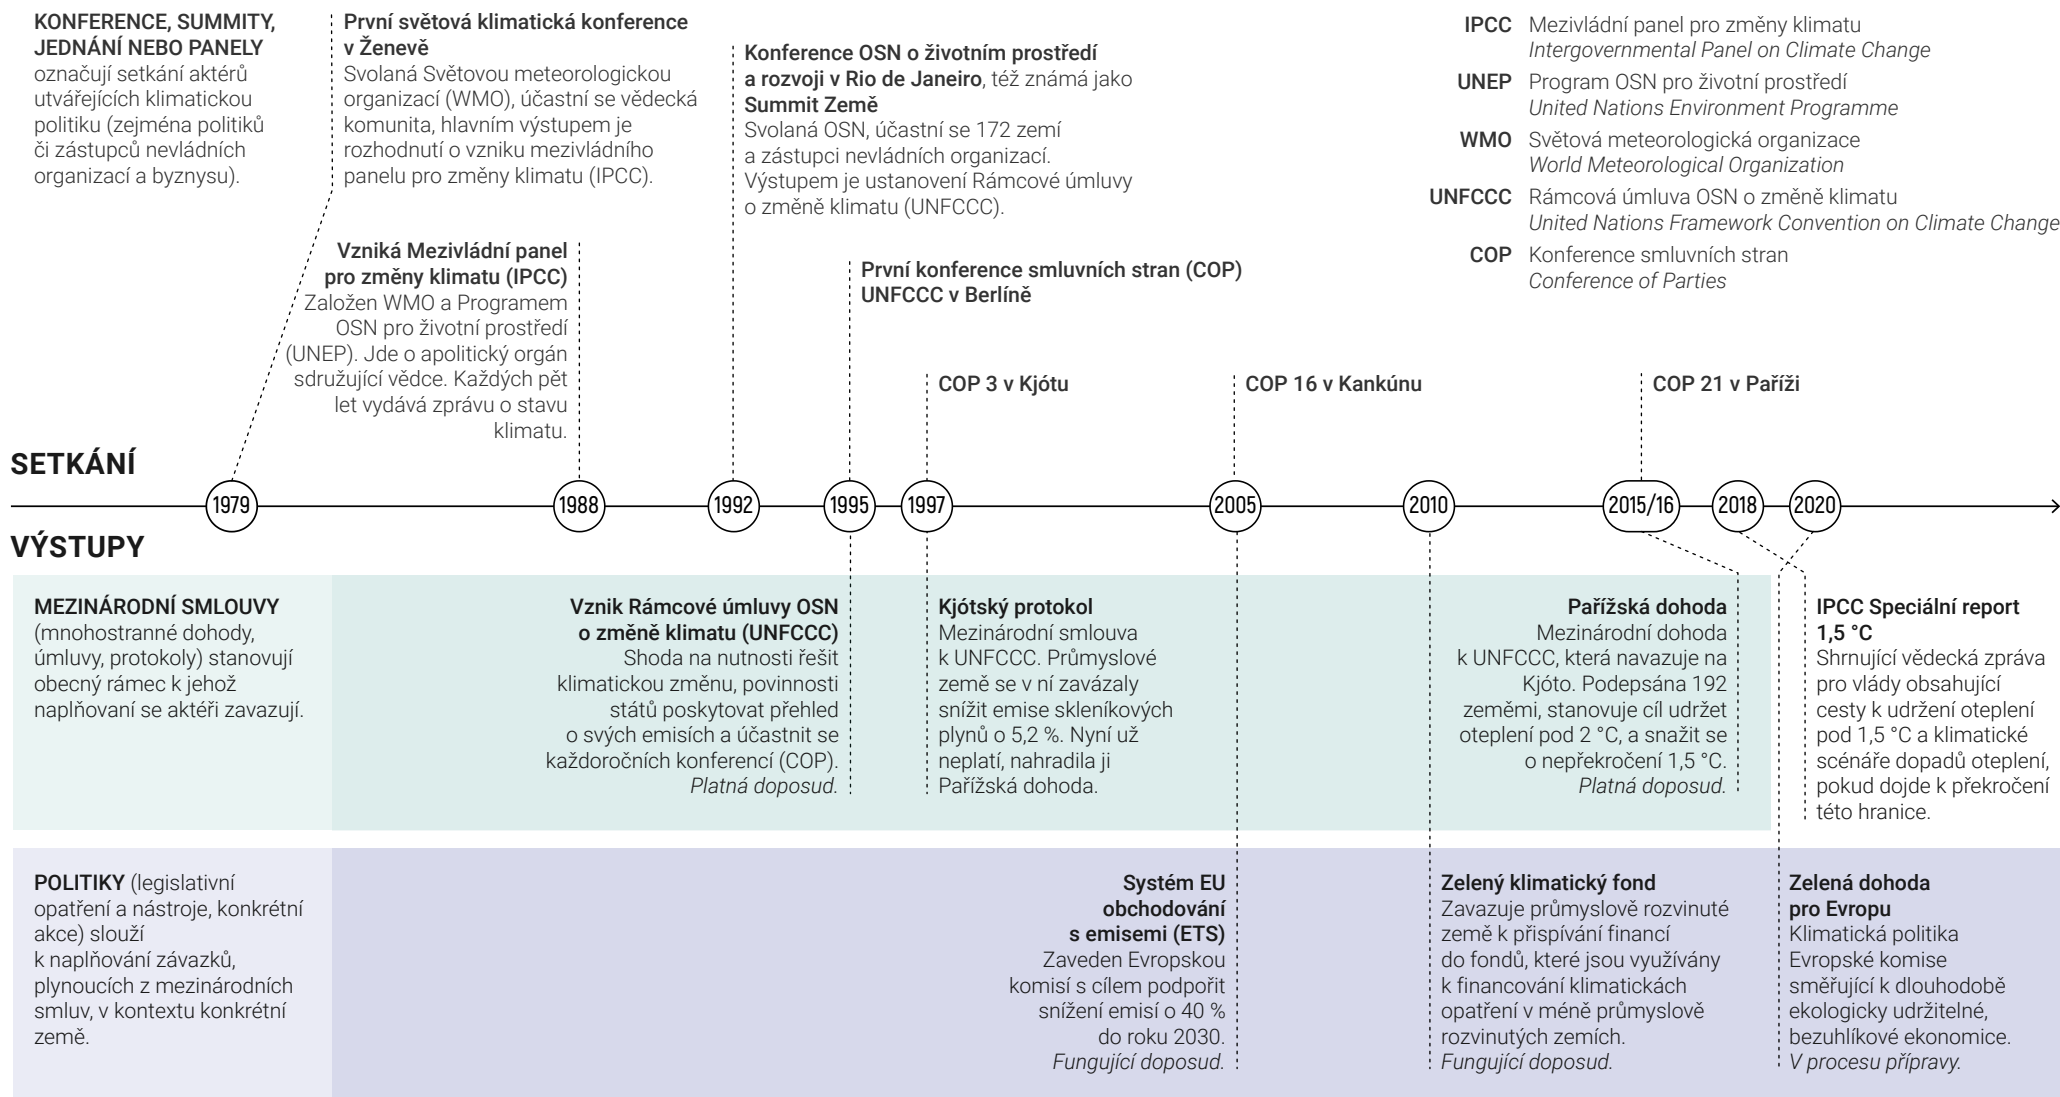 KONFERENCE, SUMMITY,
JEDNÁNÍ NEBO PANELY
označují setkání aktérů
utvářejících klimatickou
politiku (zejména politiků
či zástupců nevládních
organizací a byznysu).
První světová klimatická konference
v Ženevě
Svolaná Světovou meteorologickou
organizací (WMO), účastní se vědecká
komunita, hlavním výstupem je
rozhodnutí o vzniku mezivládního
panelu pro změny klimatu (IPCC).
Vzniká Mezivládní panel
pro změny klimatu (IPCC)
Založen WMO a Programem
OSN pro životní prostředí
(UNEP). Jde o apolitický orgán
sdružující vědce. Každých pět
let vydává zprávu o stavu
klimatu.
Konference OSN o životním prostředí
a rozvoji v Rio de Janeiro, též známá jako
Summit Země
Svolaná OSN, účastní se 172 zemí
a zástupci nevládních organizací.
Výstupem je ustanovení Rámcové úmluvy
o změně klimatu (UNFCCC).
První konference smluvních stran (COP)
UNFCCC v Berlíně
COP 3 v Kjótu
COP 16 v Kankúnu
COP 21 v Paříži
IPCC Mezivládní panel pro změny klimatu
Intergovernmental Panel on Climate Change
UNEP Program OSN pro životní prostředí
United Nations Environment Programme
WMO Světová meteorologická organizace
World Meteorological Organization
UNFCCC Rámcová úmluva OSN o změně klimatu
United Nations Framework Convention on Climate Change
COP Konference smluvních stran
Conference of Parties
SETKÁNÍ
1979 1988 1992 1995 1997 2005 2010 2015/16 2018 2020
VÝSTUPY
MEZINÁRODNÍ SMLOUVY
(mnohostranné dohody,
úmluvy, protokoly) stanovují
obecný rámec k jehož
naplňovaní se aktéři zavazují.
Vznik Rámcové úmluvy OSN
o změně klimatu (UNFCCC)
Shoda na nutnosti řešit
klimatickou změnu, povinnosti
států poskytovat přehled
o svých emisích a účastnit se
každoročních konferencí (COP).
Platná doposud.
Kjótský protokol
Mezinárodní smlouva
k UNFCCC. Průmyslové
země se v ní zavázaly
snížit emise skleníkových
plynů o 5,2 %. Nyní už
neplatí, nahradila ji
Pařížská dohoda.
Pařížská dohoda
Mezinárodní dohoda
k UNFCCC, která navazuje na
Kjóto. Podepsána 192
zeměmi, stanovuje cíl udržet
oteplení pod 2 °C, a snažit se
o nepřekročení 1,5 °C.
Platná doposud.
IPCC Speciální report
1,5 °C
Shrnující vědecká zpráva
pro vlády obsahující
cesty k udržení oteplení
pod 1,5 °C a klimatické
scénáře dopadů oteplení,
pokud dojde k překročení
této hranice.
POLITIKY (legislativní
opatření a nástroje, konkrétní
akce) slouží
k naplňování závazků,
plynoucích z mezinárodních
smluv, v kontextu konkrétní
země.
Systém EU
obchodování
s emisemi (ETS)
Zaveden Evropskou
komisí s cílem podpořit
snížení emisí o 40 %
do roku 2030.
Fungující doposud.
Zelený klimatický fond
Zavazuje průmyslově rozvinuté
země k přispívání financí
do fondů, které jsou využívány
k financování klimatických
opatření v méně průmyslově
rozvinutých zemích.
Fungující doposud.
Zelená dohoda
pro Evropu
Klimatická politika
Evropské komise
směřující k dlouhodobě
ekologicky udržitelné,
bezuhlíkové ekonomice.
V procesu přípravy.